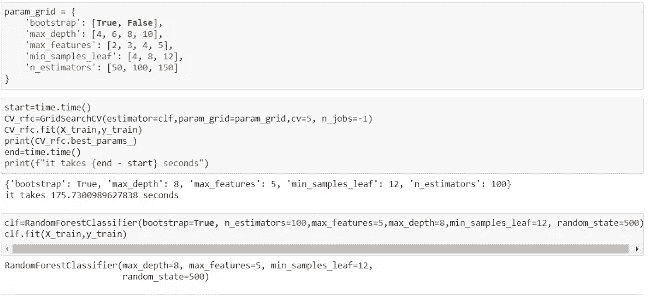 param_grid = {
    'bootstrap': [True, False],
    'max_depth': [4, 6, 8, 10],
    'max_features': [2, 3, 4, 5],
    'min_samples_leaf': [4, 8, 12],
    'n_estimators': [50, 100, 150]
}
start=time.time()
CV_rfc=GridSearchCV(estimator=clf,param_grid=param_grid,cv=5, n_jobs=-1)
CV_rfc.fit(X_train,y_train)
print(CV_rfc.best_params_)
end=time.time()
print(f"it takes {end - start} seconds")
{'bootstrap': True, 'max_depth': 8, 'max_features': 5, 'min_samples_leaf': 12, 'n_estimators': 100}
it takes 175.7300989627838 seconds
clf=RandomForestClassifier(bootstrap=True, n_estimators=100,max_features=5,max_depth=8,min_samples_leaf=12, random_state=500)
clf.fit(X_train,y_train)
RandomForestClassifier(max_depth=8, max_features=5, min_samples_leaf=12,
                       random_state=500)